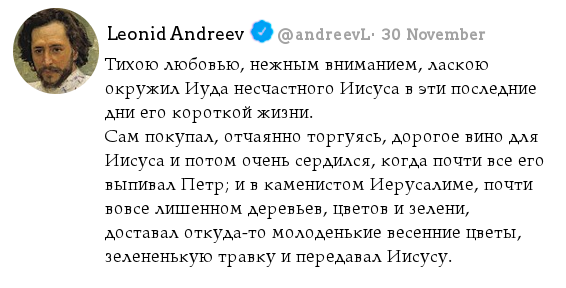 Leonid Andreev @andreevL· 30 November
Тихою любовью, нежным вниманием, ласкою
окружил Иуда несчастного Иисуса в эти последние
дни его короткой жизни.
Сам покупал, отчаянно торгуясь, дорогое вино для
Иисуса и потом очень сердился, когда почти все его
выпивал Петр; и в каменистом Иерусалиме, почти
вовсе лишенном деревьев, цветов и зелени,
доставал откуда-то молоденькие весенние цветы,
зелененькую травку и передавал Иисусу.